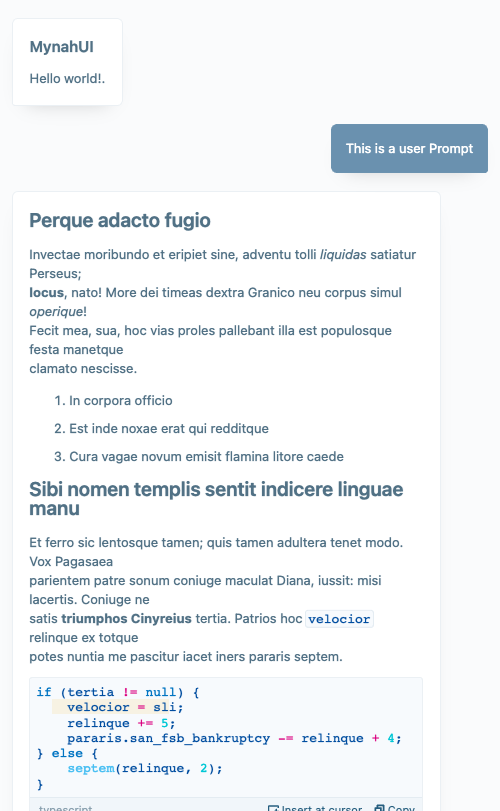 MynahUI
Hello world!.
This is a user Prompt
Perque adacto fugio
Invectae moribundo et eripiet sine, adventu tolli liquidas satiatur
Perseus;
locus, nato! More dei timeas dextra Granico neu corpus simul
operique!
Fecit mea, sua, hoc vias proles pallebant illa est populosque
festa manetque
clamato nescisse.
1. In corpora officio
2. Est inde noxae erat qui redditque
3. Cura vagae novum emisit flamina litore caede
Sibi nomen templis sentit indicere linguae
manu
Et ferro sic lentosque tamen; quis tamen adultera tenet modo.
Vox Pagasaea
parientem patre sonum coniuge maculat Diana, iussit: misi
lacertis. Coniuge ne
satis triumphos Cinyreius tertia. Patrios hoc velocior
relinque ex totque
potes nuntia me pascitur iacet iners pararis septem.
if (tertia != null) {
    velocior = sli;
    relinque += 5;
    pararis.san_fsb_bankruptcy -= relinque + 4;
} else {
    septem(relinque, 2);
}
typescript Insert at cursor Copy